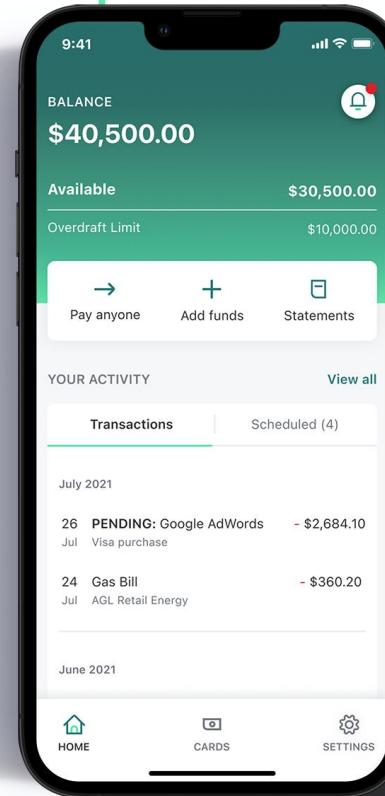 9:41
BALANCE
$40,500.00
Available $30,500.00
Overdraft Limit $10,000.00
Pay anyone Add funds Statements
YOUR ACTIVITY View all
Transactions Scheduled (4)
July 2021
26 PENDING: Google AdWords - $2,684.10
Jul Visa purchase
24 Gas Bill - $360.20
Jul AGL Retail Energy
June 2021
HOME CARDS SETTINGS